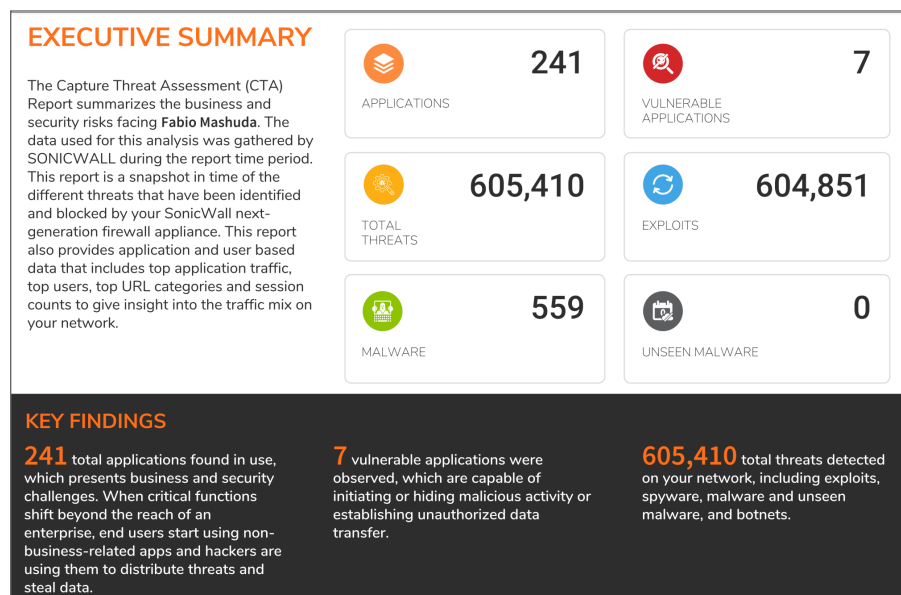 EXECUTIVE SUMMARY
The Capture Threat Assessment (CTA)
Report summarizes the business and
security risks facing Fabio Mashuda. The
data used for this analysis was gathered by
SONICWALL during the report time period.
This report is a snapshot in time of the
different threats that have been identified
and blocked by your SonicWall next-
generation firewall appliance. This report
also provides application and user based
data that includes top application traffic,
top users, top URL categories and session
counts to give insight into the traffic mix on
your network.
241
APPLICATIONS
7
VULNERABLE
APPLICATIONS
605,410
TOTAL
THREATS
604,851
EXPLOITS
559
MALWARE
0
UNSEEN MALWARE
KEY FINDINGS
241 total applications found in use,
which presents business and security
challenges. When critical functions
shift beyond the reach of an
enterprise, end users start using non-
business-related apps and hackers are
using them to distribute threats and
steal data.
7 vulnerable applications were
observed, which are capable of
initiating or hiding malicious activity or
establishing unauthorized data
transfer.
605,410 total threats detected
on your network, including exploits,
spyware, malware and unseen
malware, and botnets.